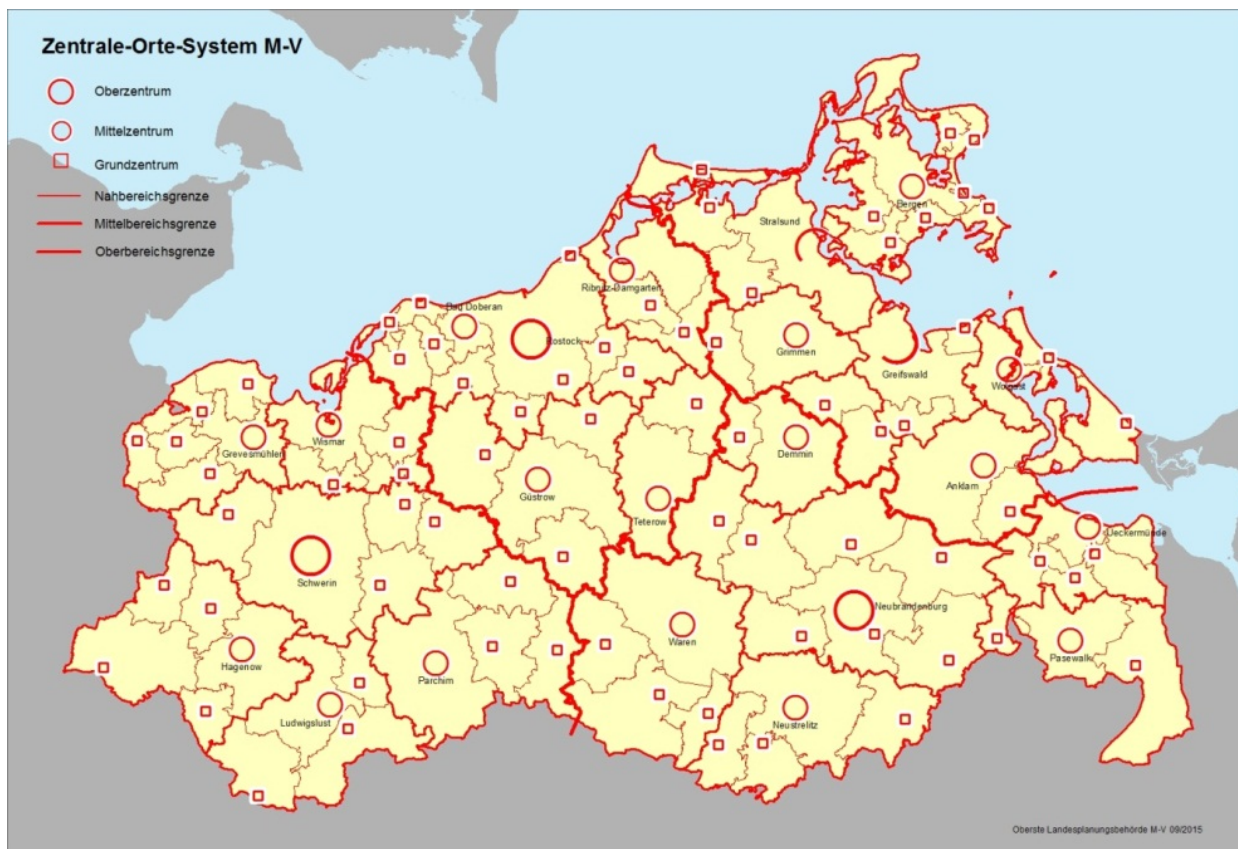 Zentrale-Orte-System M-V
Oberzentrum
Mittelzentrum
Grundzentrum
Nahbereichsgrenze
Mittelbereichsgrenze
Oberbereichsgrenze
Bergen
Stralsund
Ribnitz-Damgarten
Bad Doberan
Rostock
Grimmen
Greifswald
Wolgast
Wismar
Grevesmühlen
Demmin
Anklam
Güstrow
Teterow
Ueckermünde
Schwerin
Neubrandenburg
Waren
Pasewalk
Hagenow
Parchim
Ludwigslust
Neustrelitz
Oberste Landesplanungsbehörde M-V 09/2015